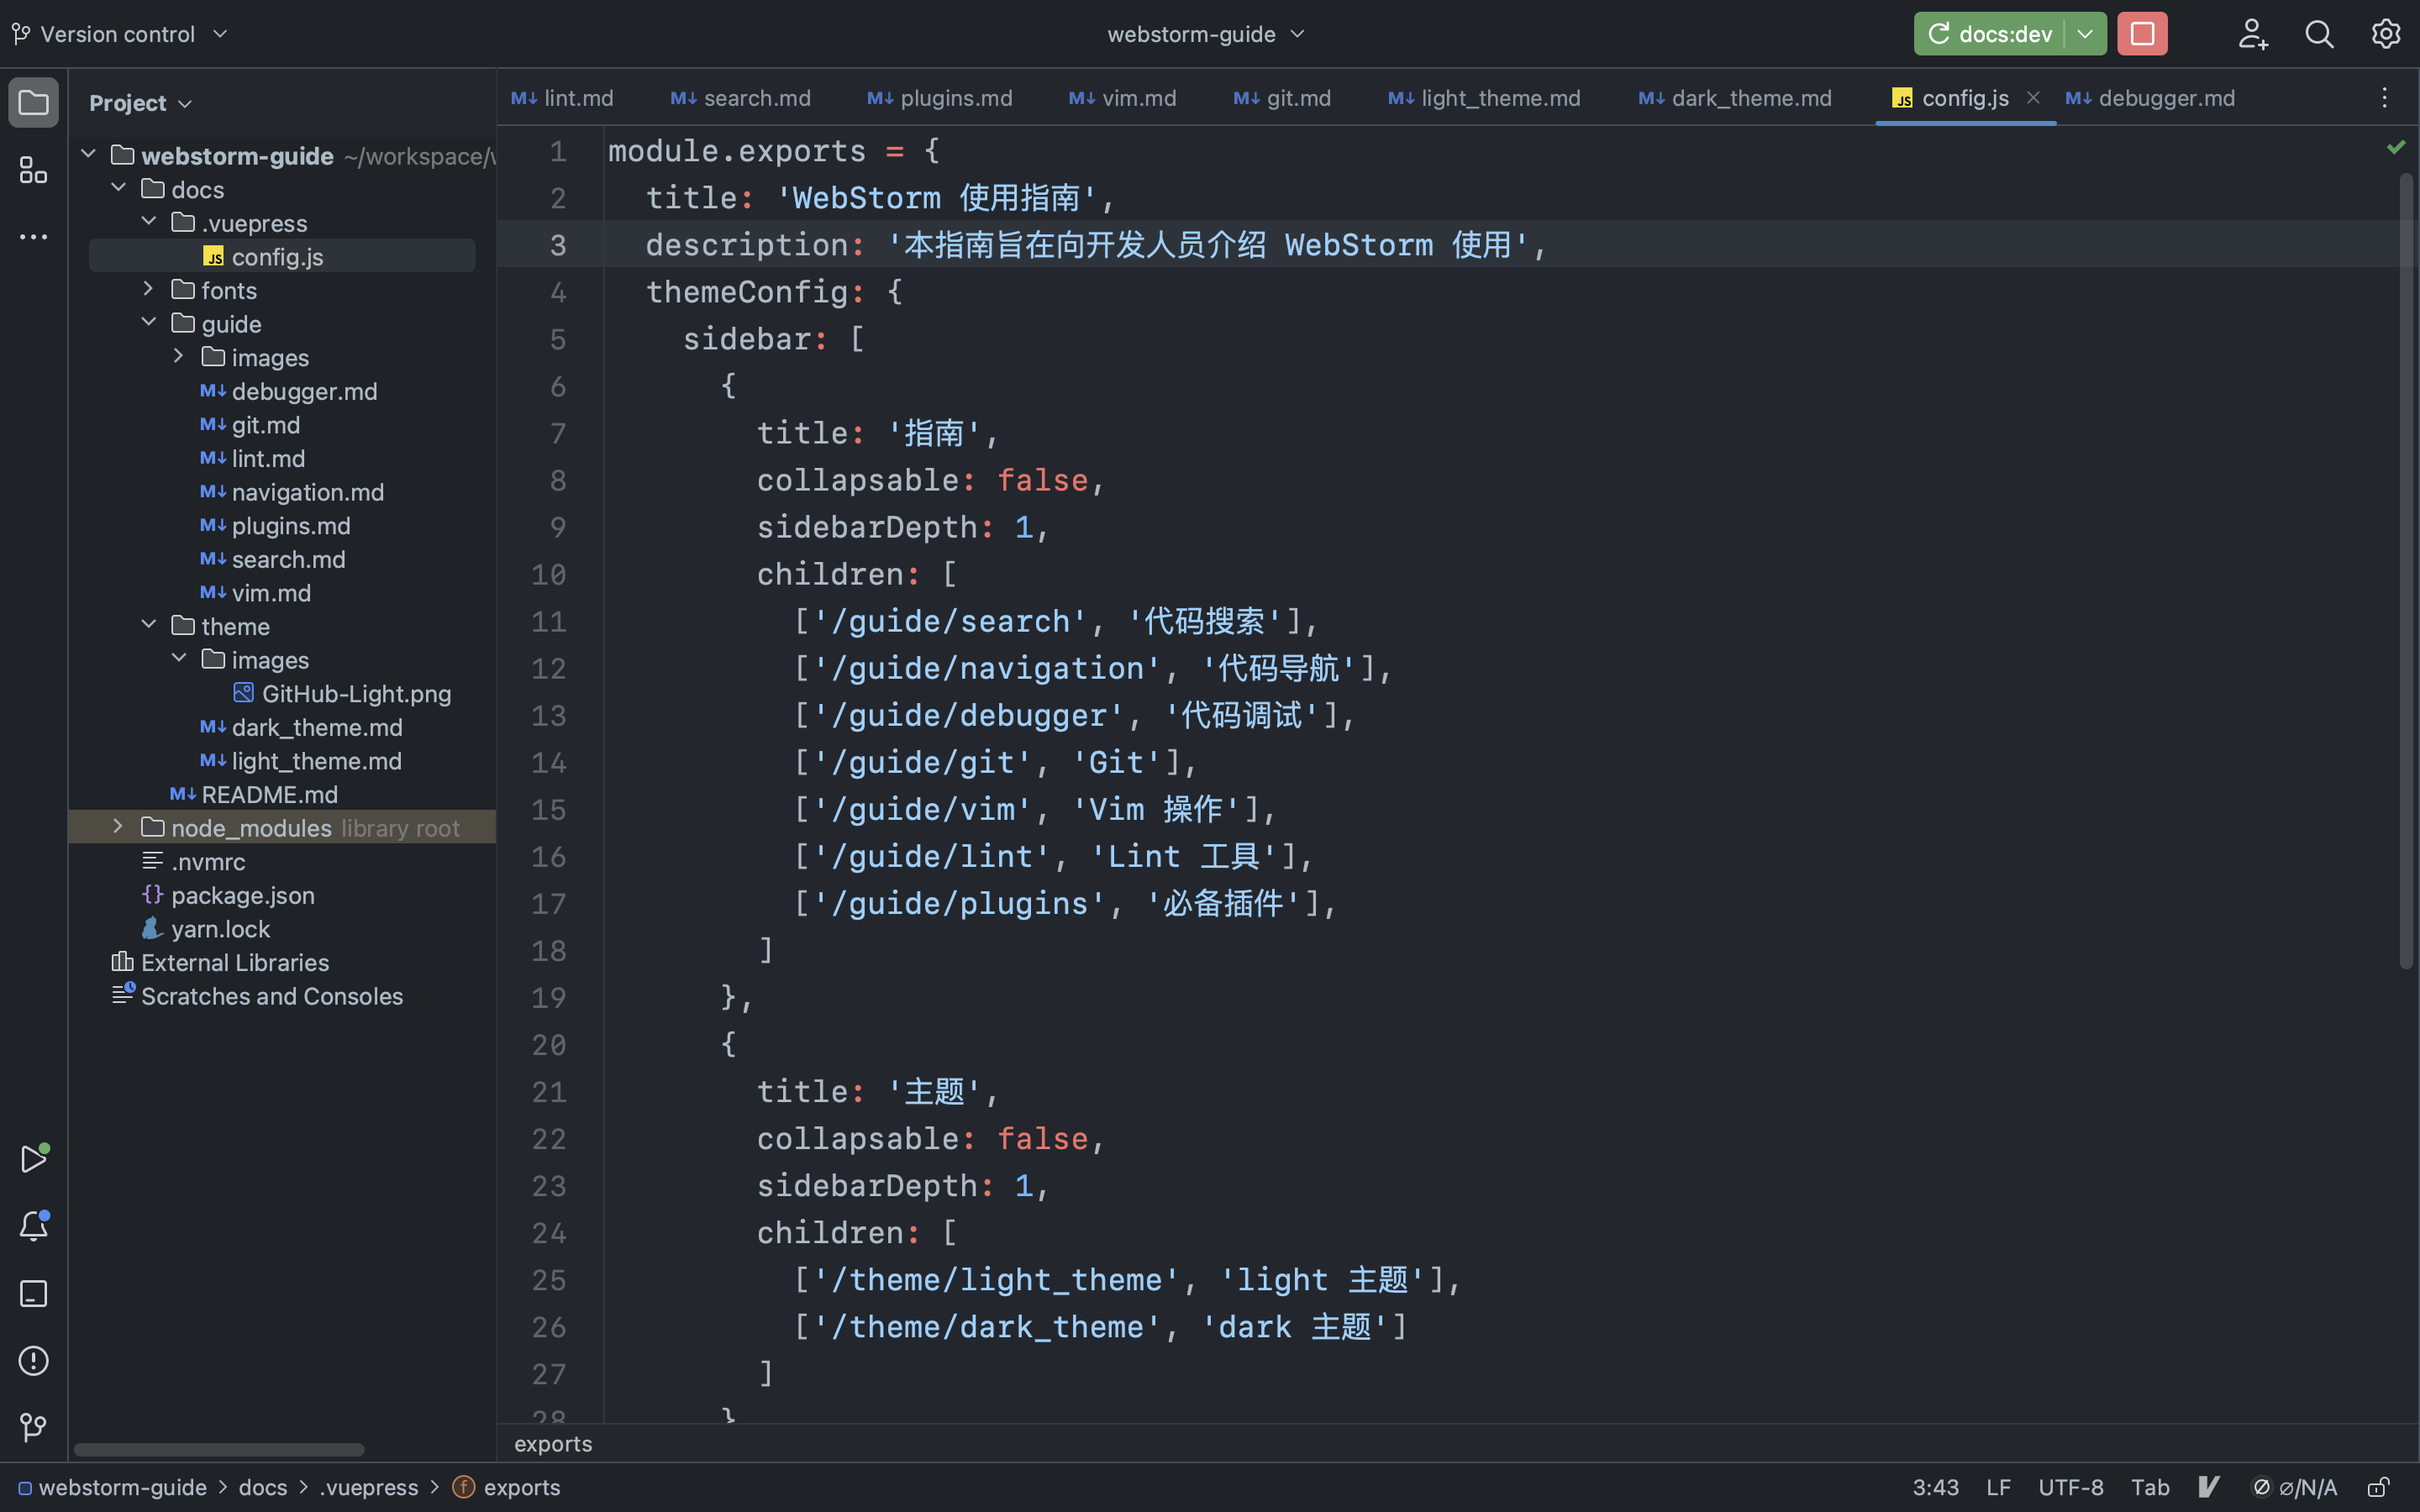 Version control
webstorm-guide
docs:dev
Project
webstorm-guide ~/workspace/
docs
.vuepress
config.js
fonts
guide
images
debugger.md
git.md
lint.md
navigation.md
plugins.md
search.md
vim.md
theme
images
GitHub-Light.png
dark_theme.md
light_theme.md
README.md
node_modules library root
.nvmrc
package.json
yarn.lock
External Libraries
Scratches and Consoles
lint.md search.md plugins.md vim.md git.md light_theme.md dark_theme.md config.js debugger.md
1 module.exports = {
2 title: 'WebStorm 使用指南',
3 description: '本指南旨在向开发人员介绍 WebStorm 使用',
4 themeConfig: {
5 sidebar: [
6 {
7 title: '指南',
8 collapsable: false,
9 sidebarDepth: 1,
10 children: [
11 ['/guide/search', '代码搜索'],
12 ['/guide/navigation', '代码导航'],
13 ['/guide/debugger', '代码调试'],
14 ['/guide/git', 'Git'],
15 ['/guide/vim', 'Vim 操作'],
16 ['/guide/lint', 'Lint 工具'],
17 ['/guide/plugins', '必备插件'],
18 ]
19 },
20 {
21 title: '主题',
22 collapsable: false,
23 sidebarDepth: 1,
24 children: [
25 ['/theme/light_theme', 'light 主题'],
26 ['/theme/dark_theme', 'dark 主题']
27 ]
28 }
exports
webstorm-guide > docs > .vuepress > exports
3:43 LF UTF-8 Tab ∅/N/A